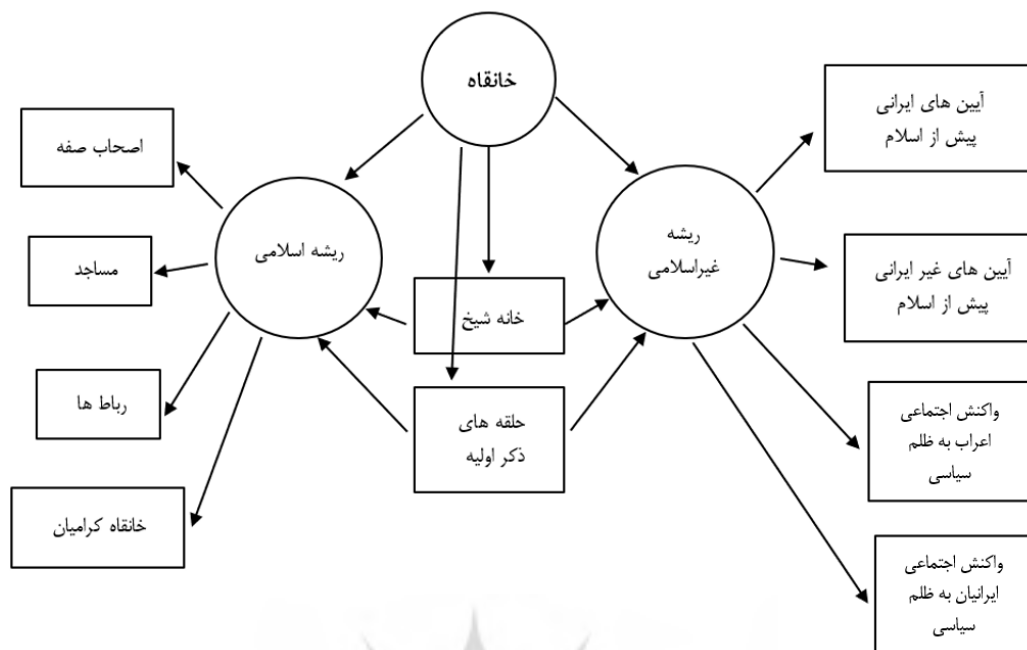 خانقاه
آیین های ایرانی
پیش از اسلام
اصحاب صفه
ریشه
غیراسلامی
ریشه اسلامی
مساجد
آیین های غیر ایرانی
پیش از اسلام
خانه شیخ
رباط ها
حلقه های
ذکر اولیه
واکنش اجتماعی
اعراب به ظلم
سیاسی
خانقاه کرامیان
واکنش اجتماعی
ایرانیان به ظلم
سیاسی